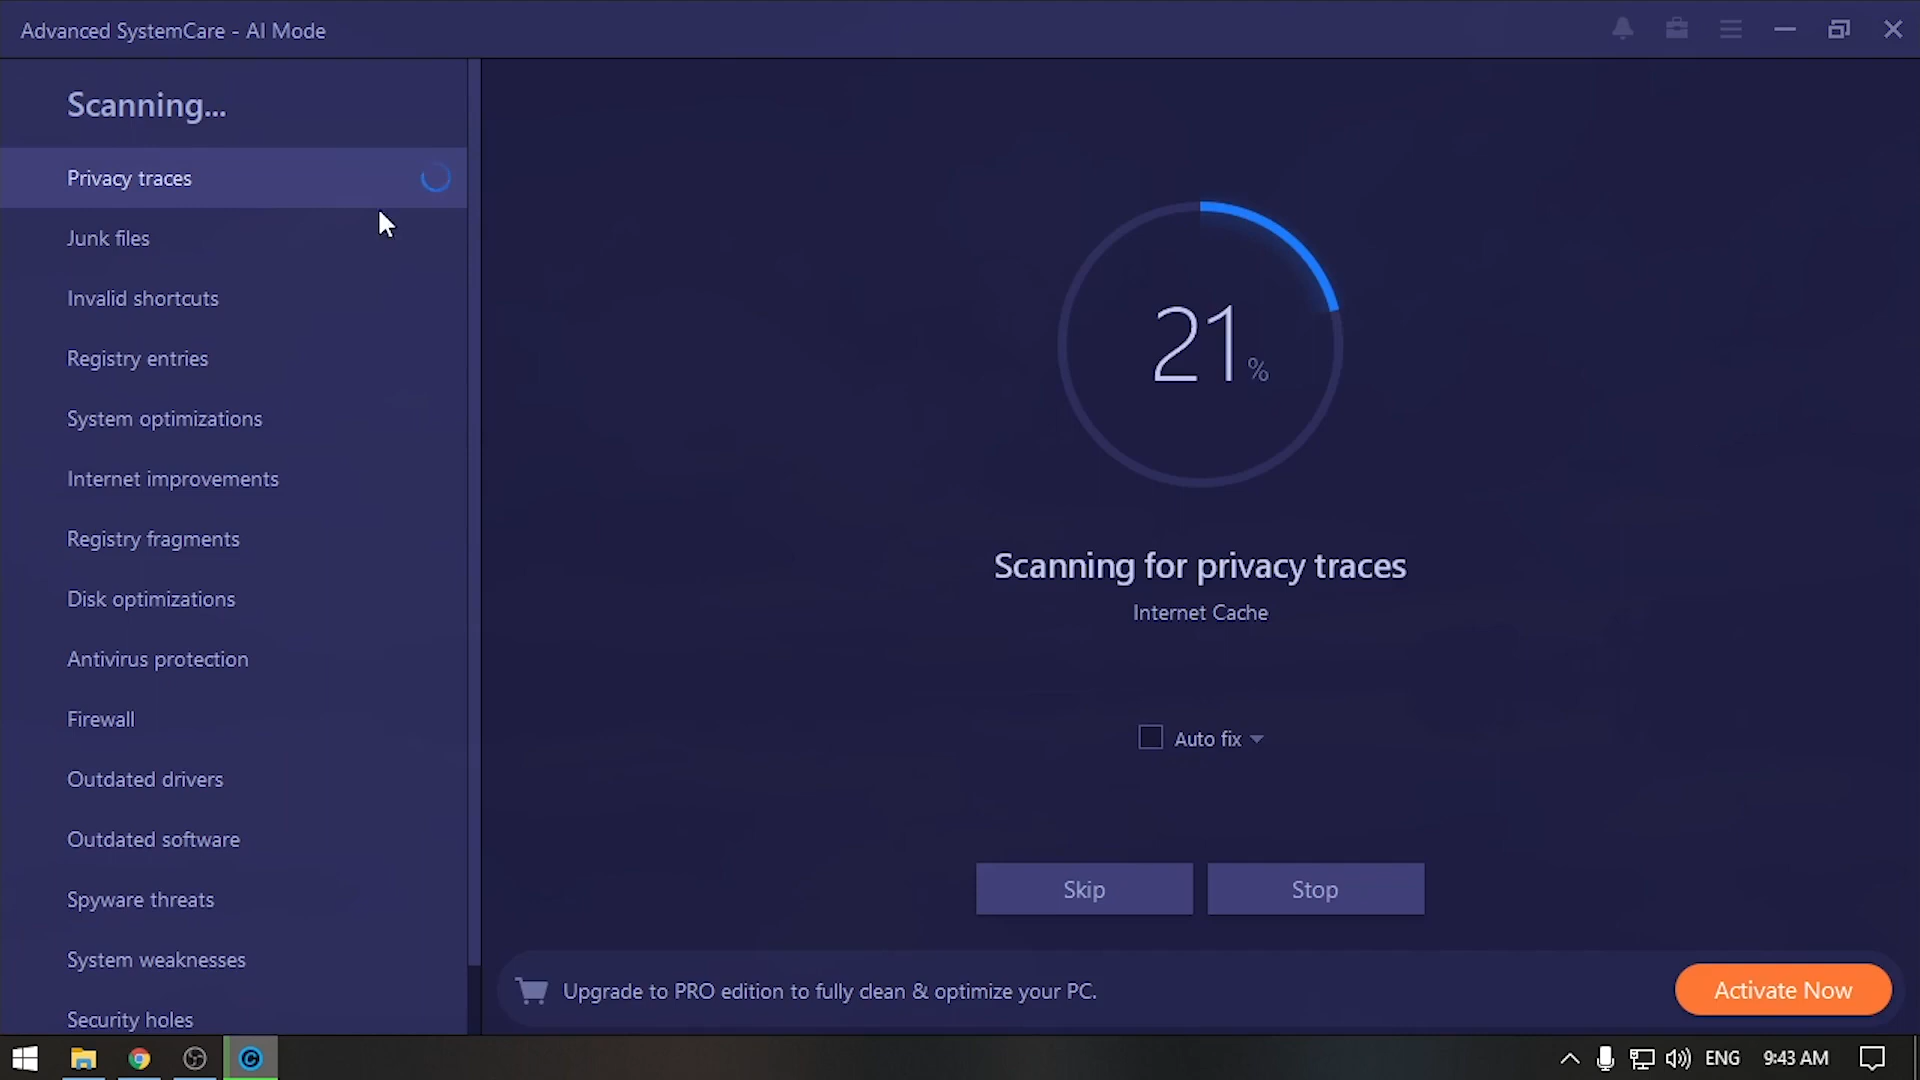 Advanced SystemCare - AI Mode
Scanning...
Privacy traces
Junk files
Invalid shortcuts
Registry entries
System optimizations
Internet improvements
Registry fragments
Disk optimizations
Antivirus protection
Firewall
Outdated drivers
Outdated software
Spyware threats
System weaknesses
Security holes
21%
Scanning for privacy traces
Internet Cache
Auto fix
Skip
Stop
Upgrade to PRO edition to fully clean & optimize your PC.
Activate Now
ENG
9:43 AM